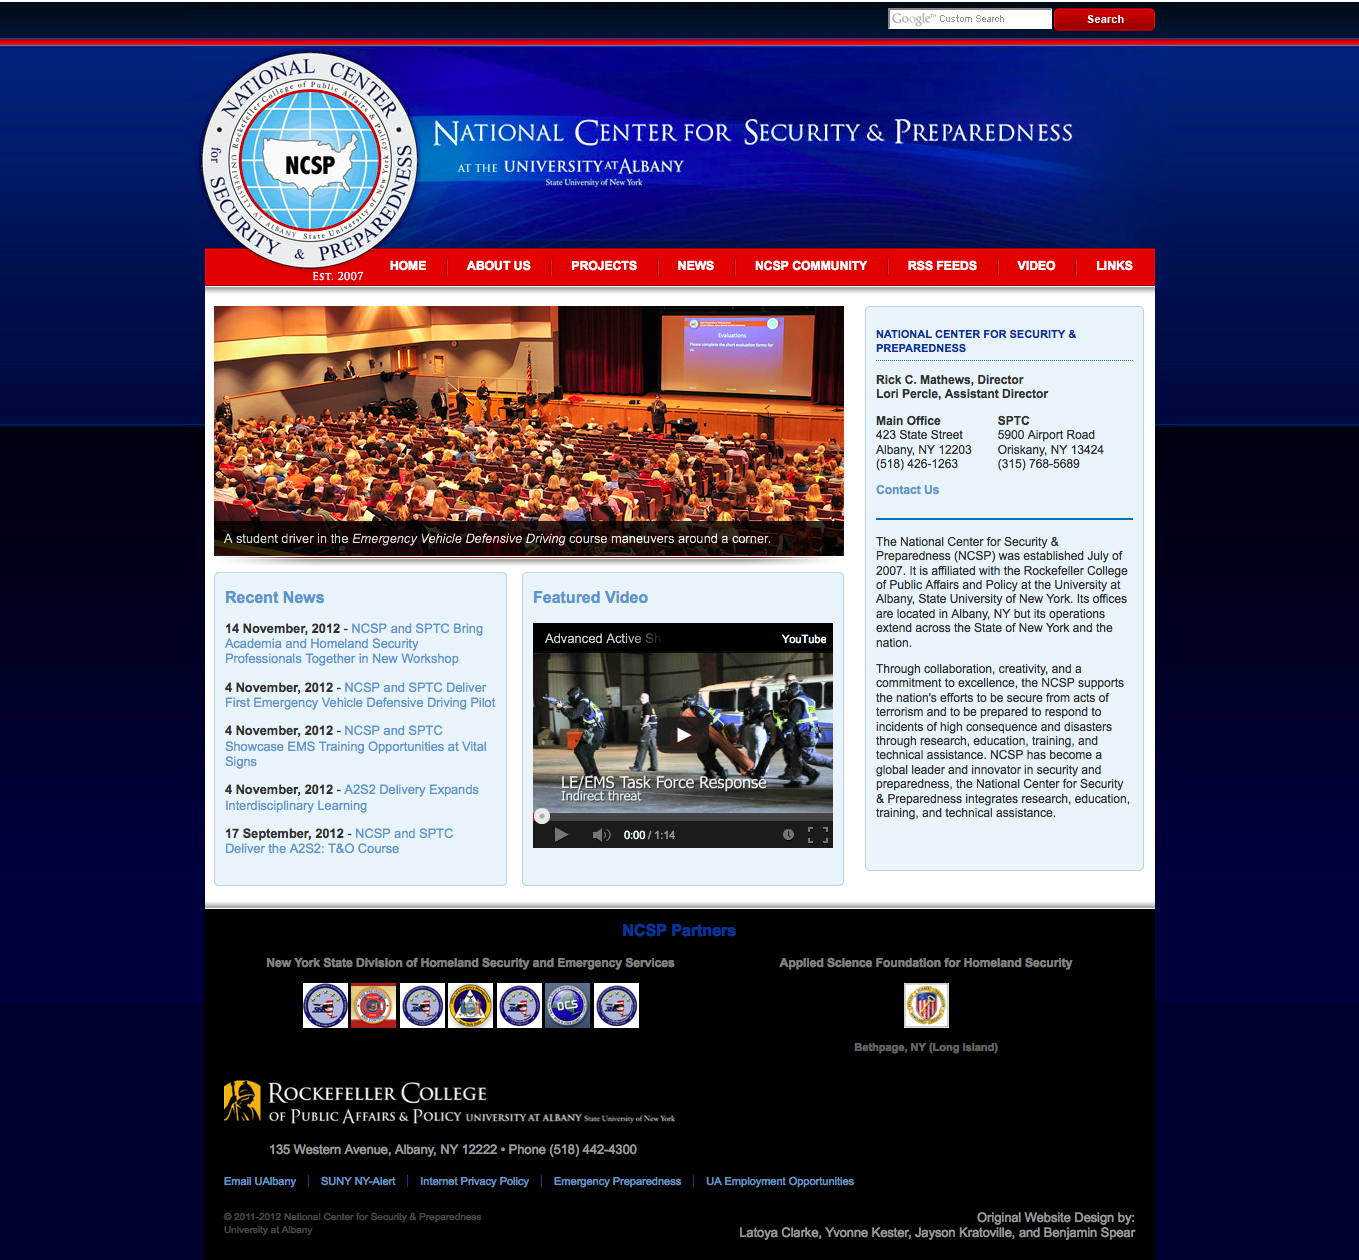 Google™ Custom Search
Search
NATIONAL CENTER for SECURITY & PREPAREDNESS
Rockefeller College of Public Affairs & Policy
UNIVERSITY AT ALBANY State University of New York
NCSP
EST. 2007
NATIONAL CENTER FOR SECURITY & PREPAREDNESS
AT THE UNIVERSITY AT ALBANY
State University of New York
HOME ABOUT US PROJECTS NEWS NCSP COMMUNITY RSS FEEDS VIDEO LINKS
Evaluations
Please complete the short evaluation forms for
us.
A student driver in the Emergency Vehicle Defensive Driving course maneuvers around a corner.
Recent News
14 November, 2012 - NCSP and SPTC Bring
Academia and Homeland Security
Professionals Together in New Workshop
4 November, 2012 - NCSP and SPTC Deliver
First Emergency Vehicle Defensive Driving Pilot
4 November, 2012 - NCSP and SPTC
Showcase EMS Training Opportunities at Vital
Signs
4 November, 2012 - A2S2 Delivery Expands
Interdisciplinary Learning
17 September, 2012 - NCSP and SPTC
Deliver the A2S2: T&O Course
Featured Video
Advanced Active Sh
YouTube
LE/EMS Task Force Response
Indirect threat
0:00 / 1:14
NATIONAL CENTER FOR SECURITY &
PREPAREDNESS
Rick C. Mathews, Director
Lori Percle, Assistant Director
Main Office
423 State Street
Albany, NY 12203
(518) 426-1263
SPTC
5900 Airport Road
Oriskany, NY 13424
(315) 768-5689
Contact Us
The National Center for Security &
Preparedness (NCSP) was established July of
2007. It is affiliated with the Rockefeller College
of Public Affairs and Policy at the University at
Albany, State University of New York. Its offices
are located in Albany, NY but its operations
extend across the State of New York and the
nation.
Through collaboration, creativity, and a
commitment to excellence, the NCSP supports
the nation's efforts to be secure from acts of
terrorism and to be prepared to respond to
incidents of high consequence and disasters
through research, education, training, and
technical assistance. NCSP has become a
global leader and innovator in security and
preparedness, the National Center for Security
& Preparedness integrates research, education,
training, and technical assistance.
NCSP Partners
New York State Division of Homeland Security and Emergency Services
OCS
Applied Science Foundation for Homeland Security
Bethpage, NY (Long Island)
ROCKEFELLER COLLEGE
OF PUBLIC AFFAIRS & POLICY UNIVERSITY AT ALBANY State University of New York
135 Western Avenue, Albany, NY 12222 • Phone (518) 442-4300
Email UAlbany SUNY NY-Alert Internet Privacy Policy Emergency Preparedness UA Employment Opportunities
© 2011-2012 National Center for Security & Preparedness
University at Albany
Original Website Design by:
Latoya Clarke, Yvonne Kester, Jayson Kratoville, and Benjamin Spear